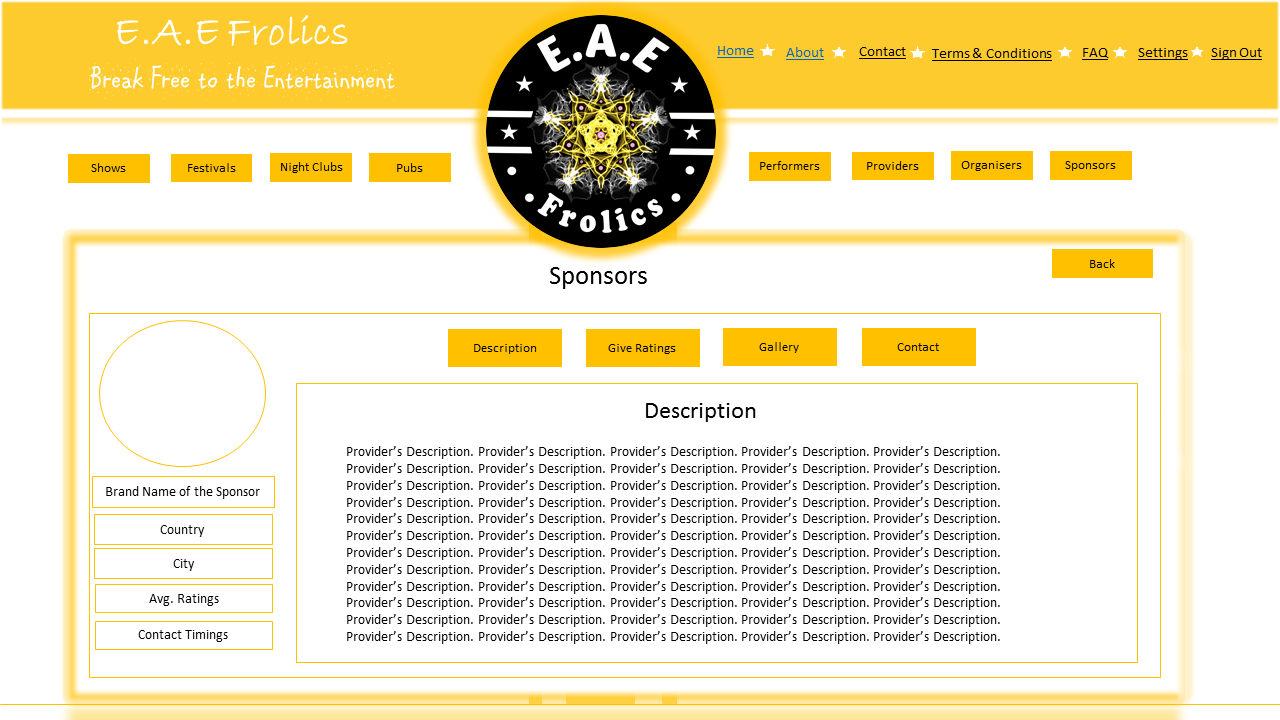 E.A.E Frolics
Break Free to the Entertainment
E.A.E
Frolics
Home About Contact Terms & Conditions FAQ Settings Sign Out
Shows Festivals Night Clubs Pubs Performers Providers Organisers Sponsors
Back
Sponsors
Description Give Ratings Gallery Contact
Brand Name of the Sponsor
Country
City
Avg. Ratings
Contact Timings
Description
Provider’s Description. Provider’s Description. Provider’s Description. Provider’s Description. Provider’s Description.
Provider’s Description. Provider’s Description. Provider’s Description. Provider’s Description. Provider’s Description.
Provider’s Description. Provider’s Description. Provider’s Description. Provider’s Description. Provider’s Description.
Provider’s Description. Provider’s Description. Provider’s Description. Provider’s Description. Provider’s Description.
Provider’s Description. Provider’s Description. Provider’s Description. Provider’s Description. Provider’s Description.
Provider’s Description. Provider’s Description. Provider’s Description. Provider’s Description. Provider’s Description.
Provider’s Description. Provider’s Description. Provider’s Description. Provider’s Description. Provider’s Description.
Provider’s Description. Provider’s Description. Provider’s Description. Provider’s Description. Provider’s Description.
Provider’s Description. Provider’s Description. Provider’s Description. Provider’s Description. Provider’s Description.
Provider’s Description. Provider’s Description. Provider’s Description. Provider’s Description. Provider’s Description.
Provider’s Description. Provider’s Description. Provider’s Description. Provider’s Description. Provider’s Description.
Provider’s Description. Provider’s Description. Provider’s Description. Provider’s Description. Provider’s Description.